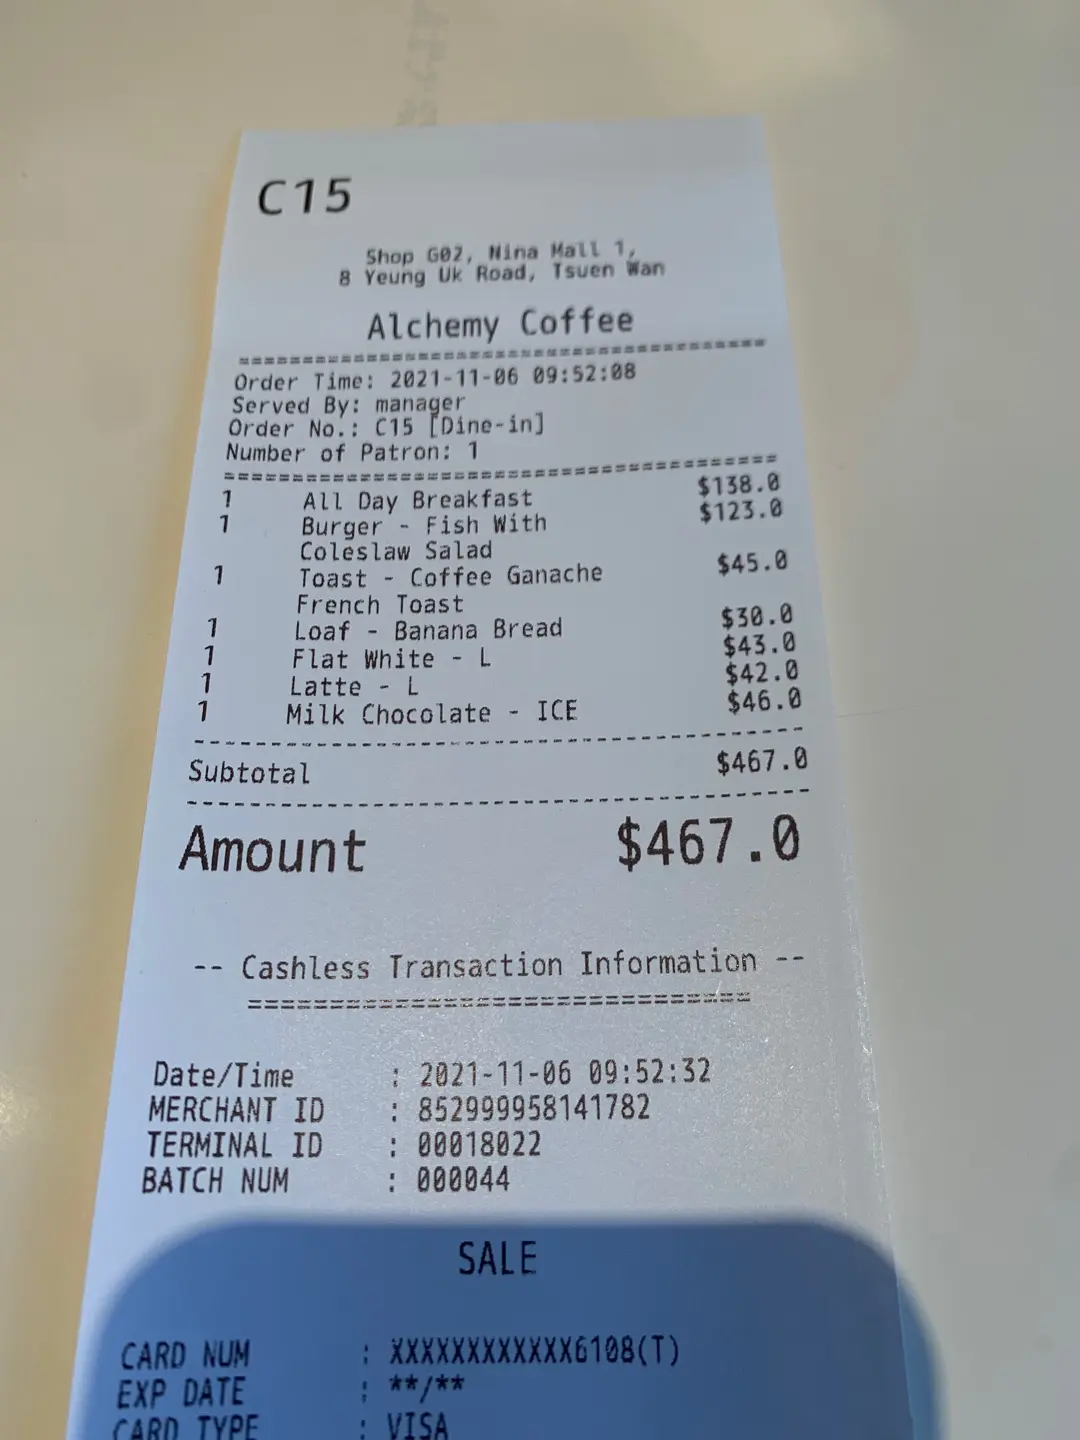 C15
Shop G02, Nina Mall 1,
8 Yeung Uk Road, Tsuen Wan
Alchemy Coffee
========================================
Order Time: 2021-11-06 09:52:08
Served By: manager
Order No.: C15 [Dine-in]
Number of Patron: 1
========================================
1 All Day Breakfast $138.0
1 Burger - Fish With $123.0
Coleslaw Salad
1 Toast - Coffee Ganache $45.0
French Toast
1 Loaf - Banana Bread $30.0
1 Flat White - L $43.0
1 Latte - L $42.0
1 Milk Chocolate - ICE $46.0
----------------------------------------
Subtotal $467.0
----------------------------------------
Amount $467.0
-- Cashless Transaction Information --
================================
Date/Time : 2021-11-06 09:52:32
MERCHANT ID : 852999958141782
TERMINAL ID : 00018022
BATCH NUM : 000044
SALE
CARD NUM : XXXXXXXXXXXX6108(T)
EXP DATE : **/**
CARD TYPE : VISA